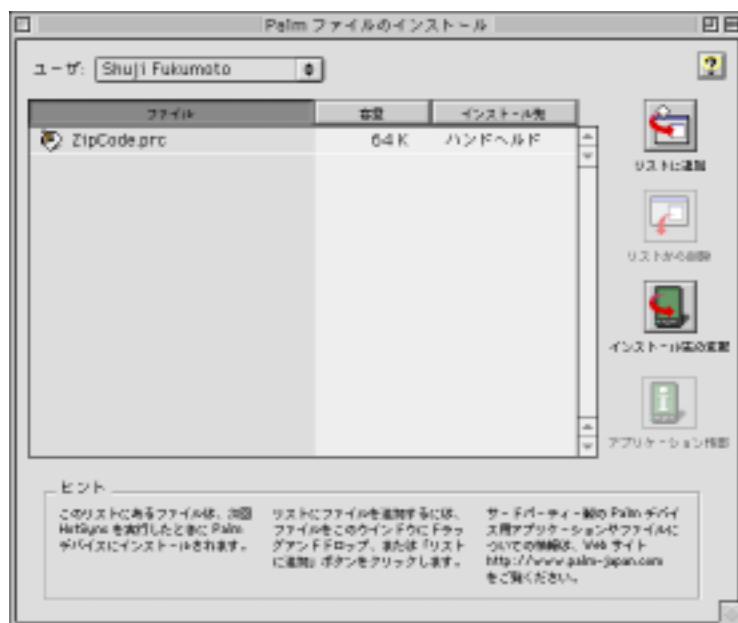 Palm ファイルのインストール
ユーザ: Shuji Fukumoto
ファイル 容量 インストール先
ZipCode.prc 64 K ハンドヘルド
リストに追加
リストから削除
インストール先の変更
アプリケーション情報
ヒント
このリストにあるファイルは、次回
HotSync を実行したときに Palm
デバイスにインストールされます。
リストにファイルを追加するには、
ファイルをこのウインドウにドラッ
グアンドドロップ、または「リスト
に追加」ボタンをクリックします。
サードパーティー製の Palm デバイ
ス用アプリケーションやファイルに
ついての情報は、Web サイト
http://www.palm-japan.com
をご覧ください。